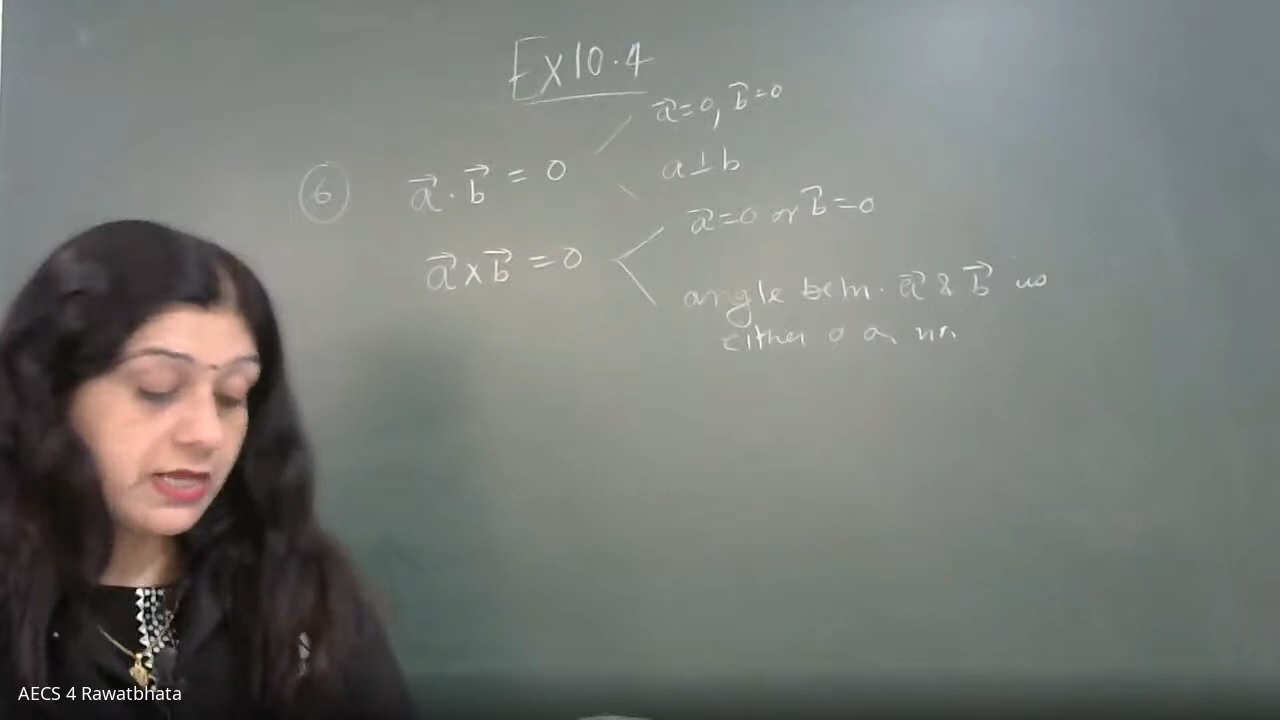 Ex 10.4
a⃗ = 0, b⃗ = 0
⑥ a⃗ · b⃗ = 0
a ⊥ b
a⃗ = 0 or b⃗ = 0
a⃗ × b⃗ = 0
angle betn. a⃗ & b⃗ is
either 0 or
AECS 4 Rawatbhata